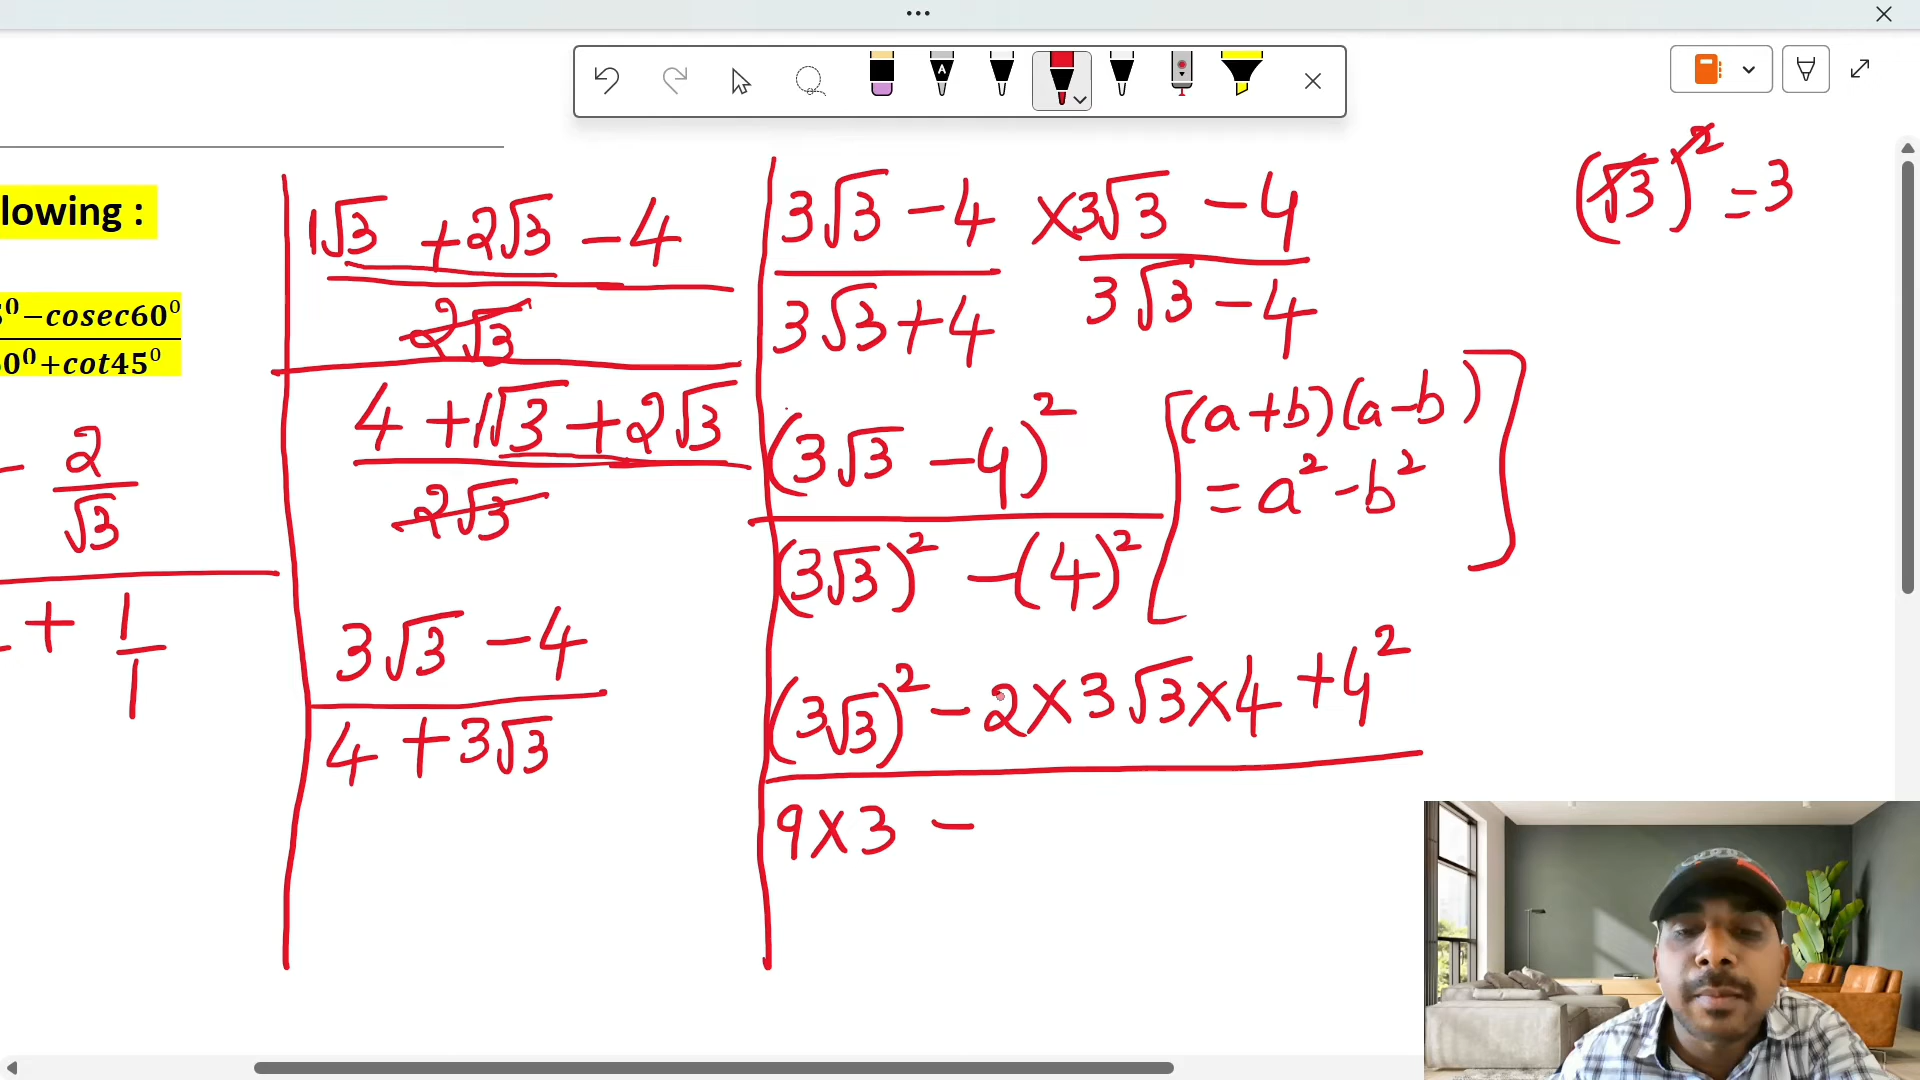 lowing :
5⁰−cosec60⁰
60⁰+cot45⁰
− 2/√3
+ 1/1
1√3 + 2√3 − 4
2√3
4 + 1√3 + 2√3
2√3
3√3 − 4
4 + 3√3
3√3 − 4 × 3√3 − 4
3√3 + 4 3√3 − 4
(3√3 − 4)²
(3√3)² − (4)²
[(a+b)(a−b)
= a² − b²]
(3√3)² − 2×3√3×4 + 4²
9×3 −
(√3)² = 3
A